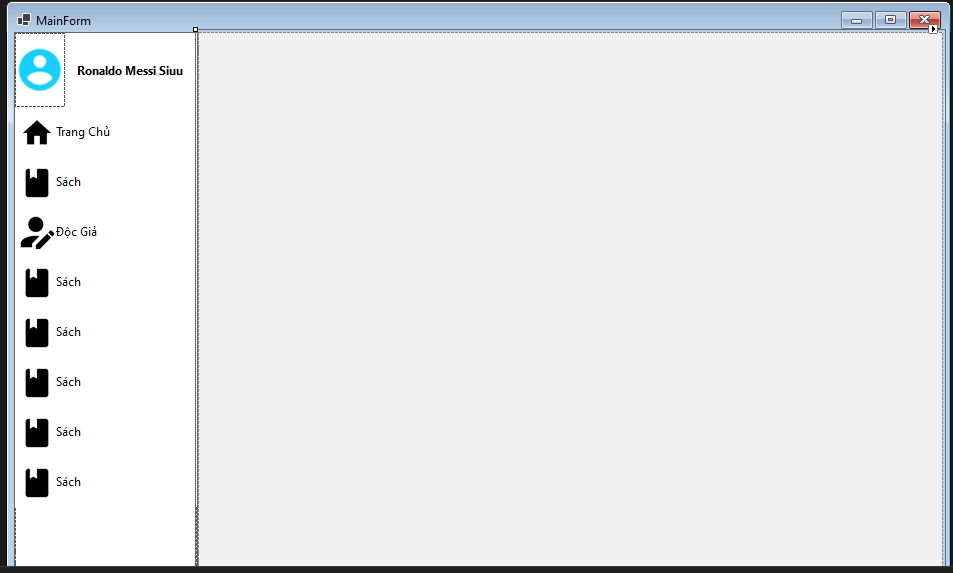 MainForm
Ronaldo Messi Siuu
Trang Chủ
Sách
Độc Giả
Sách
Sách
Sách
Sách
Sách